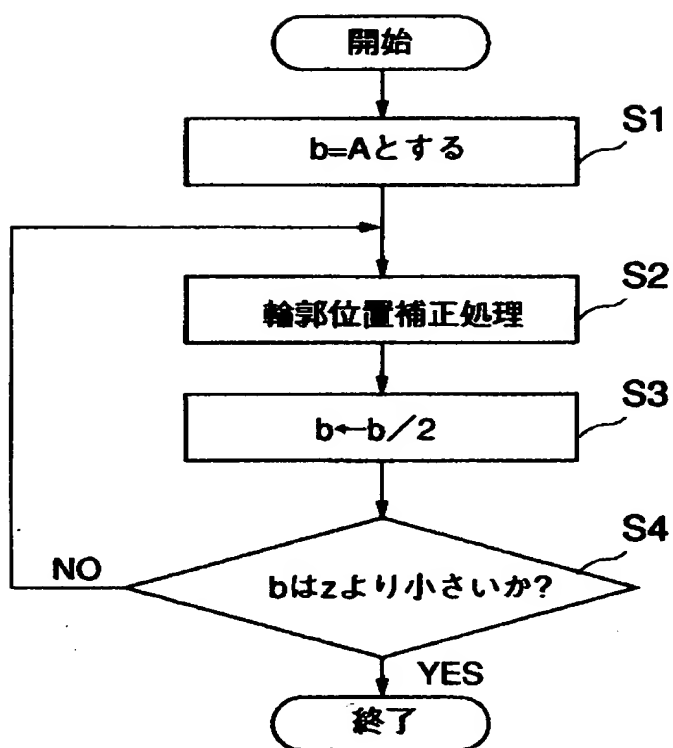 開始
S1
b=Aとする
S2
輪郭位置補正処理
S3
b←b/2
S4
bはzより小さいか?
NO
YES
終了